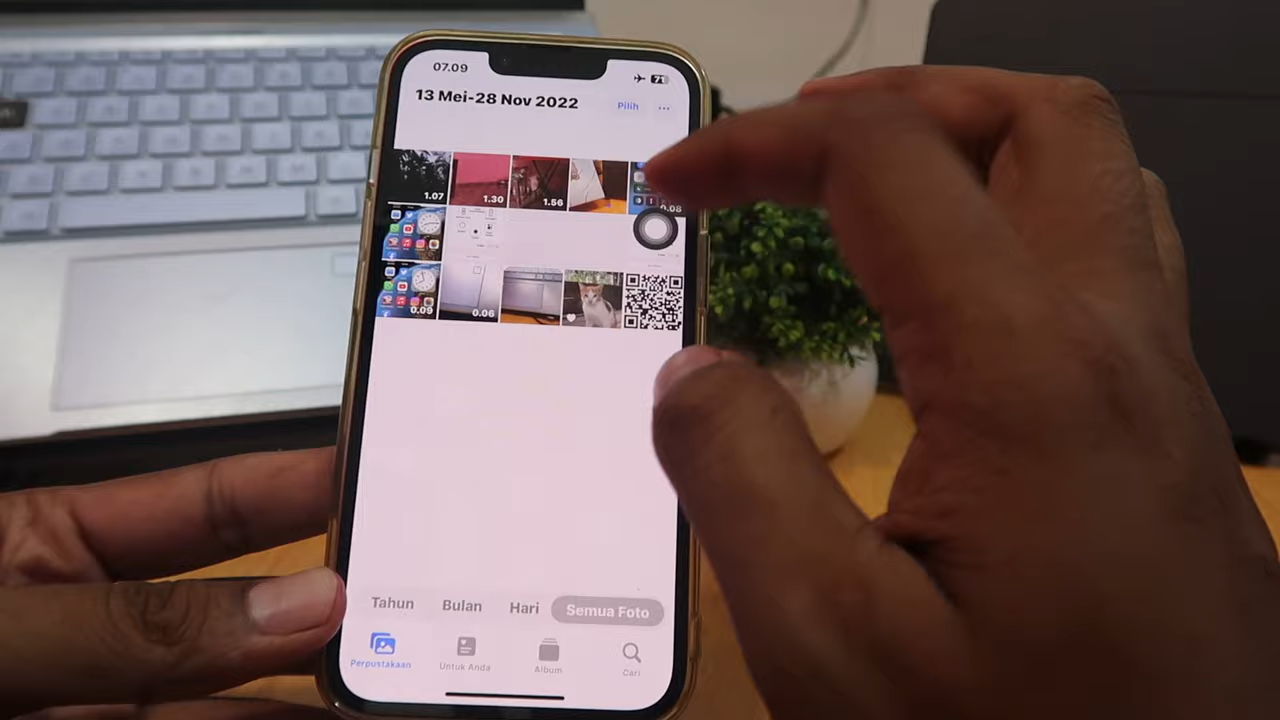 07.09
71
13 Mei-28 Nov 2022
Pilih
1.07
1.30
1.56
0.08
0.09
0.06
Tahun
Bulan
Hari
Semua Foto
Perpustakaan
Untuk Anda
Album
Cari